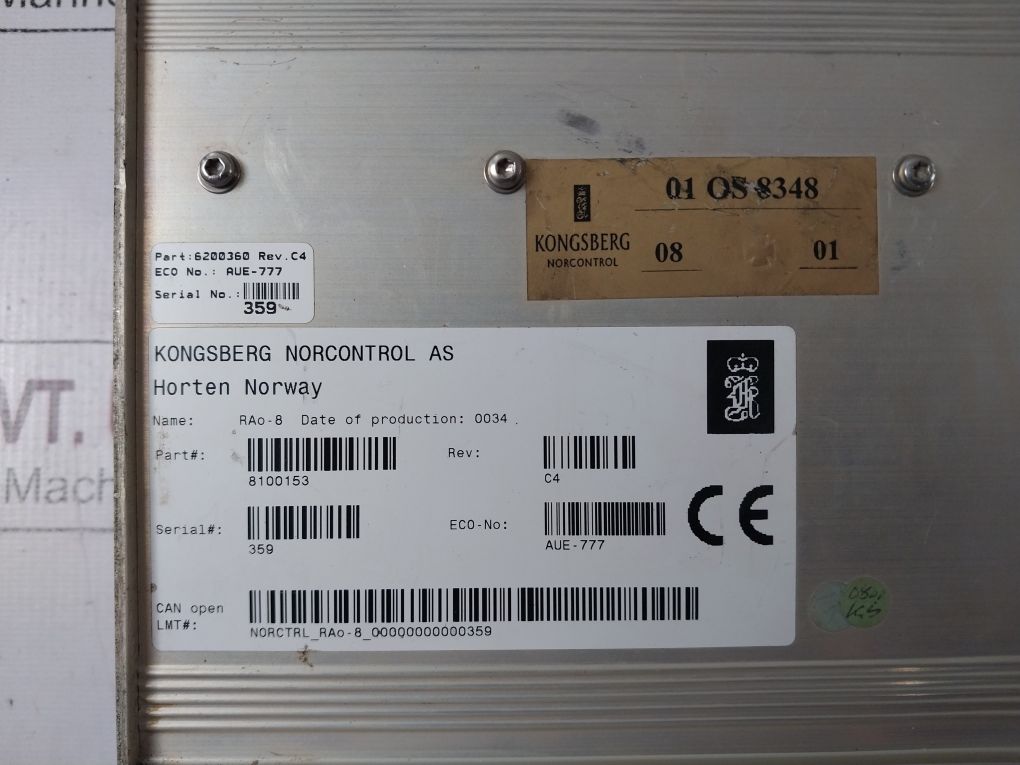 01 OS 8348
KONGSBERG
NORCONTROL
08 01
Part:6200360 Rev.C4
ECO No.: AUE-777
Serial No.:
359
KONGSBERG NORCONTROL AS
Horten Norway
Name: RAo-8 Date of production: 0034
Part#: Rev:
8100153 C4
Serial#: ECO-No:
359 AUE-777
CE
CAN open
LMT#:
NORCTRL_RAo-8_00000000000359
VT.
Mach